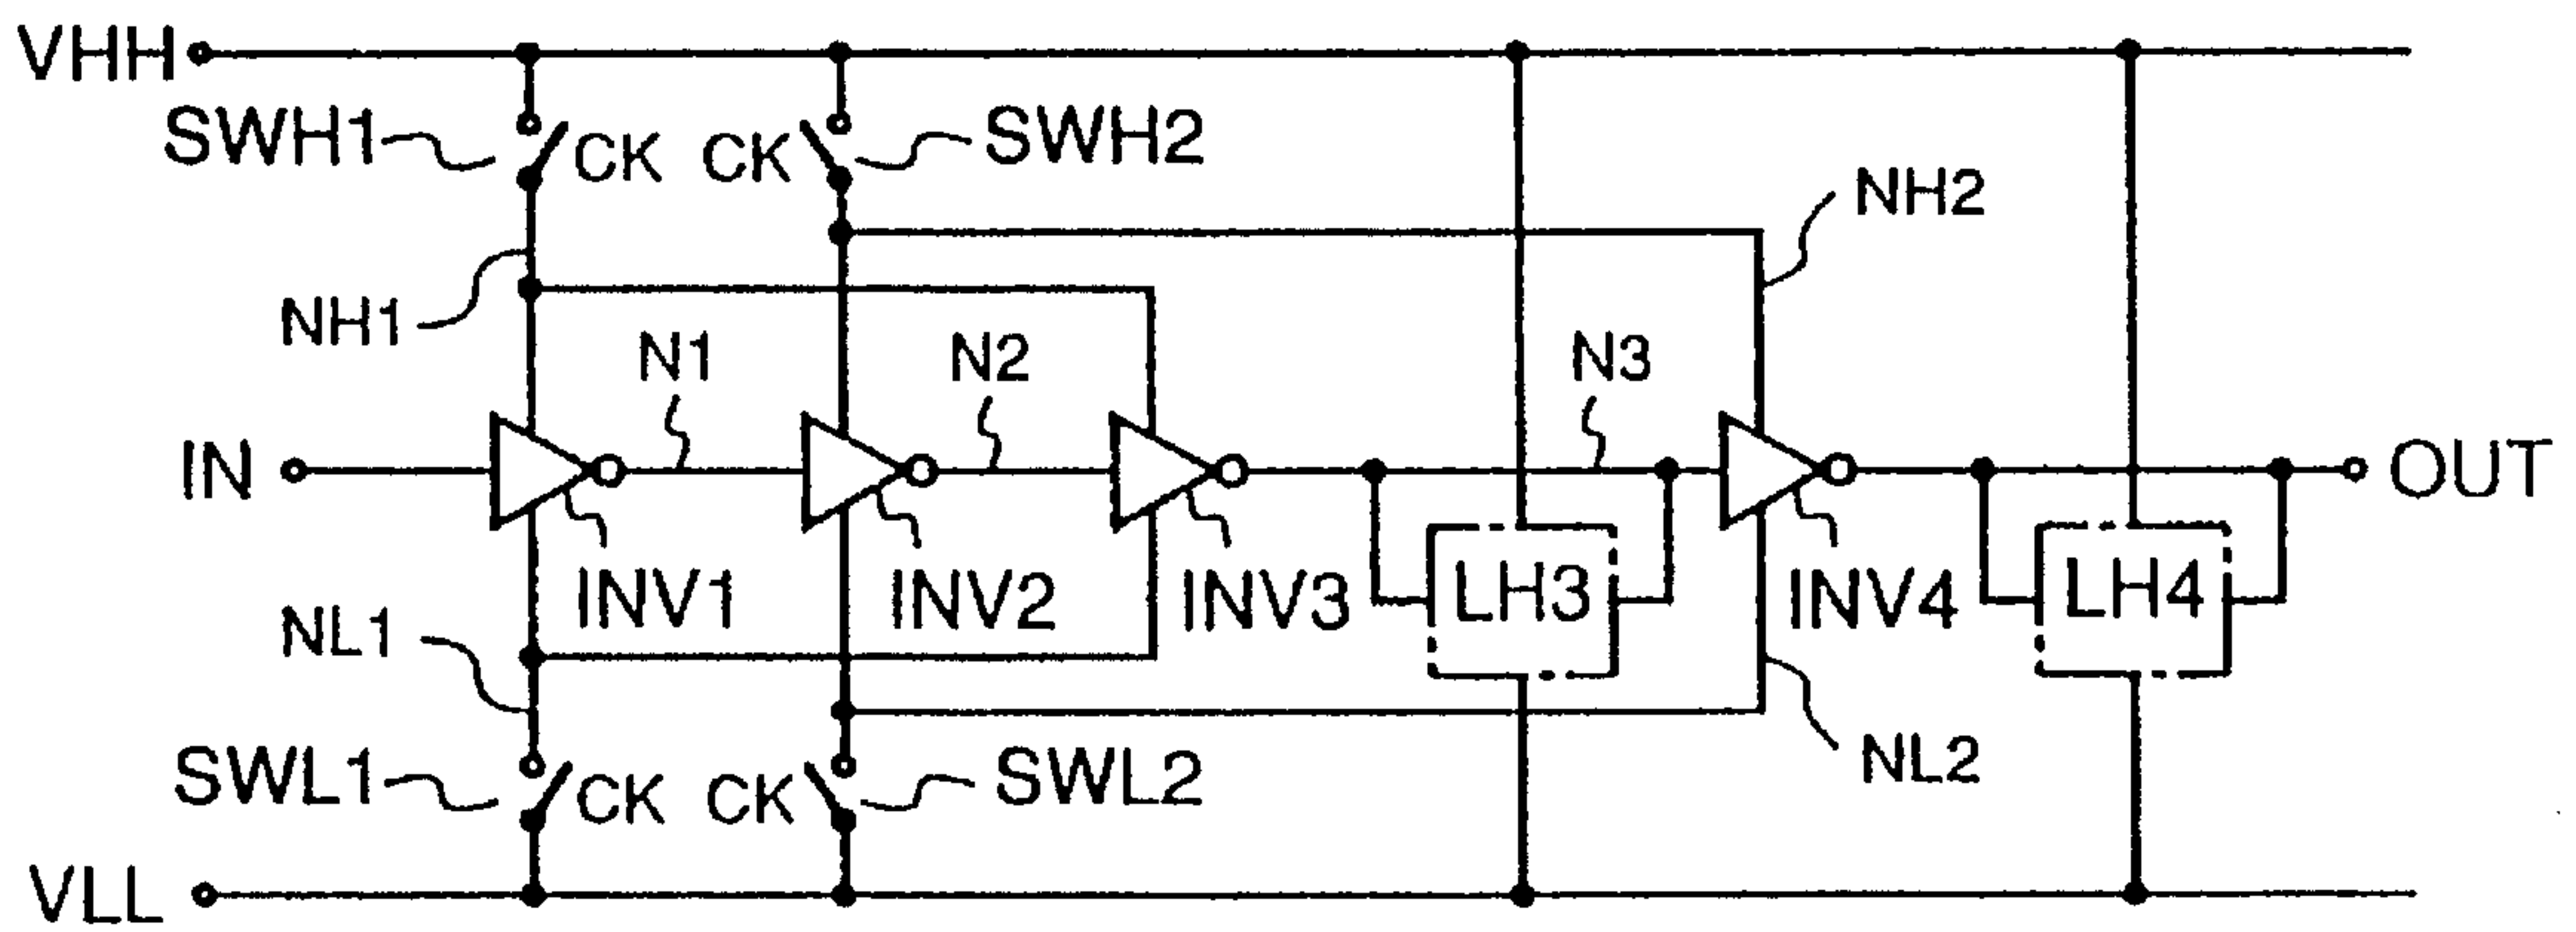 VHH
SWH1
CK
CK
SWH2
NH2
NH1
N1
N2
N3
IN
OUT
INV1
INV2
INV3
LH3
INV4
LH4
NL1
SWL1
CK
CK
SWL2
NL2
VLL